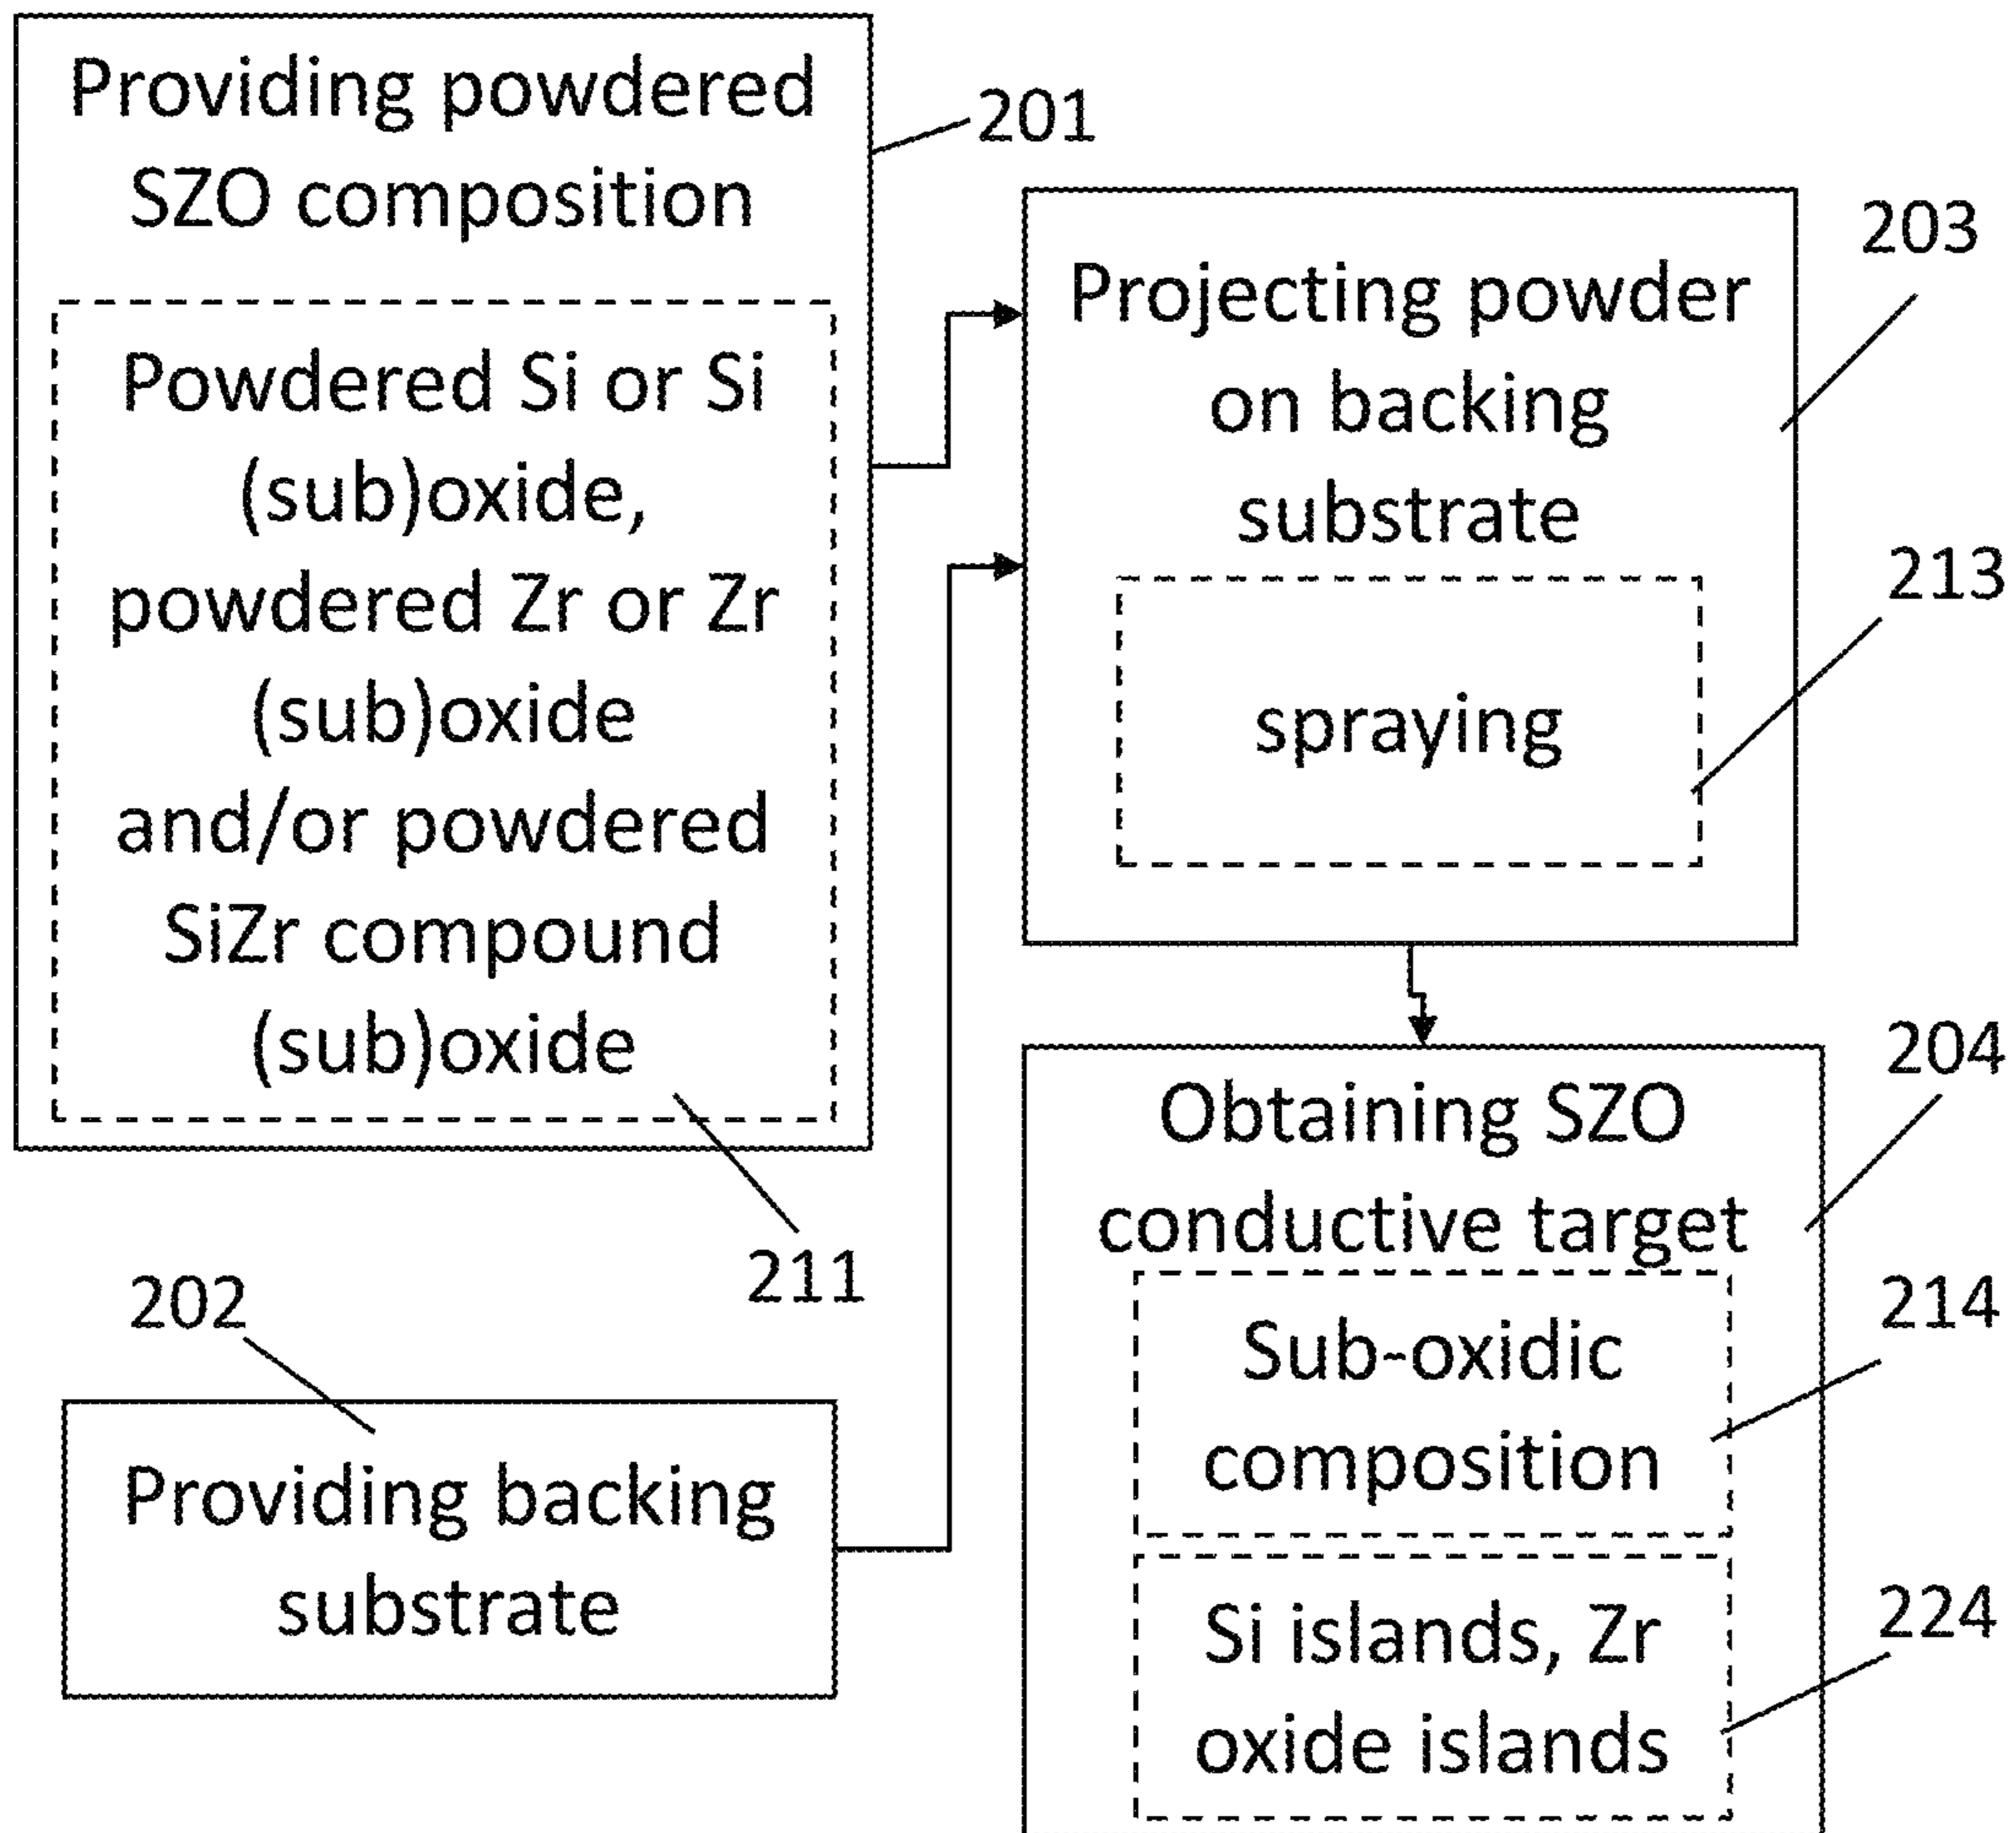 Providing powdered
SZO composition
201
Powdered Si or Si
(sub)oxide,
powdered Zr or Zr
(sub)oxide
and/or powdered
SiZr compound
(sub)oxide
211
202
Providing backing
substrate
203
Projecting powder
on backing
substrate
213
spraying
204
Obtaining SZO
conductive target
214
Sub-oxidic
composition
224
Si islands, Zr
oxide islands